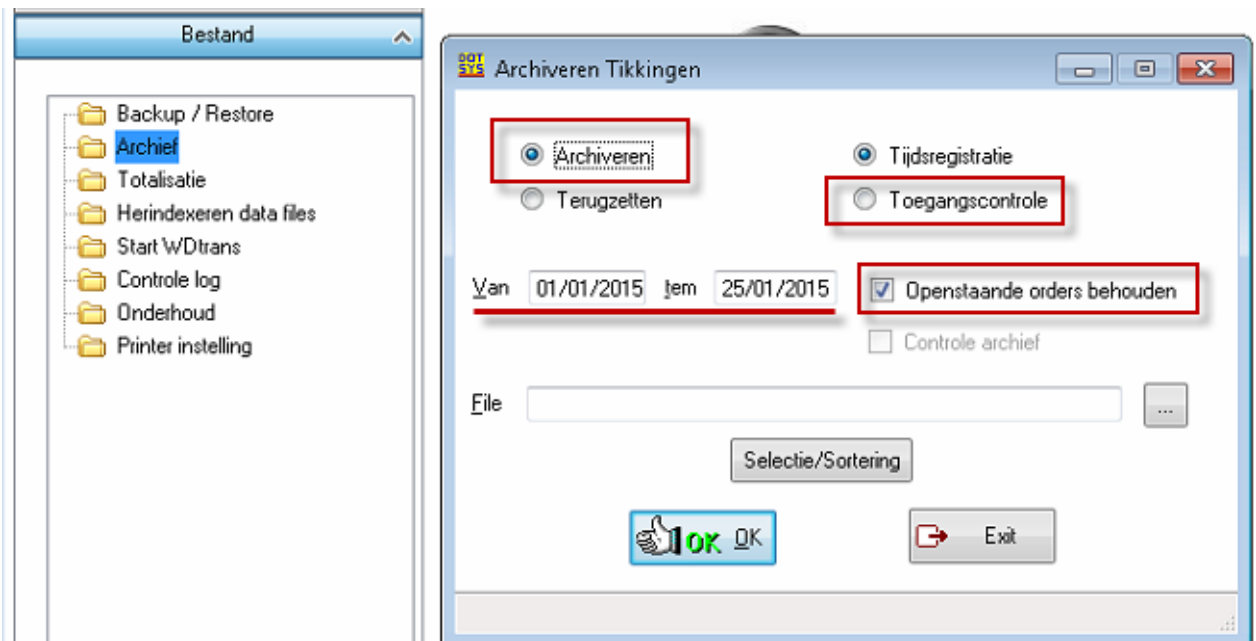 Bestand
Backup / Restore
Archief
Totalisatie
Herindexeren data files
Start WDtrans
Controle log
Onderhoud
Printer instelling
DOT SYS Archiveren Tikkingen
Archiveren
Tijdsregistratie
Terugzetten
Toegangscontrole
Van 01/01/2015 tem 25/01/2015
Openstaande orders behouden
Controle archief
File
...
Selectie/Sortering
OK OK
Exit